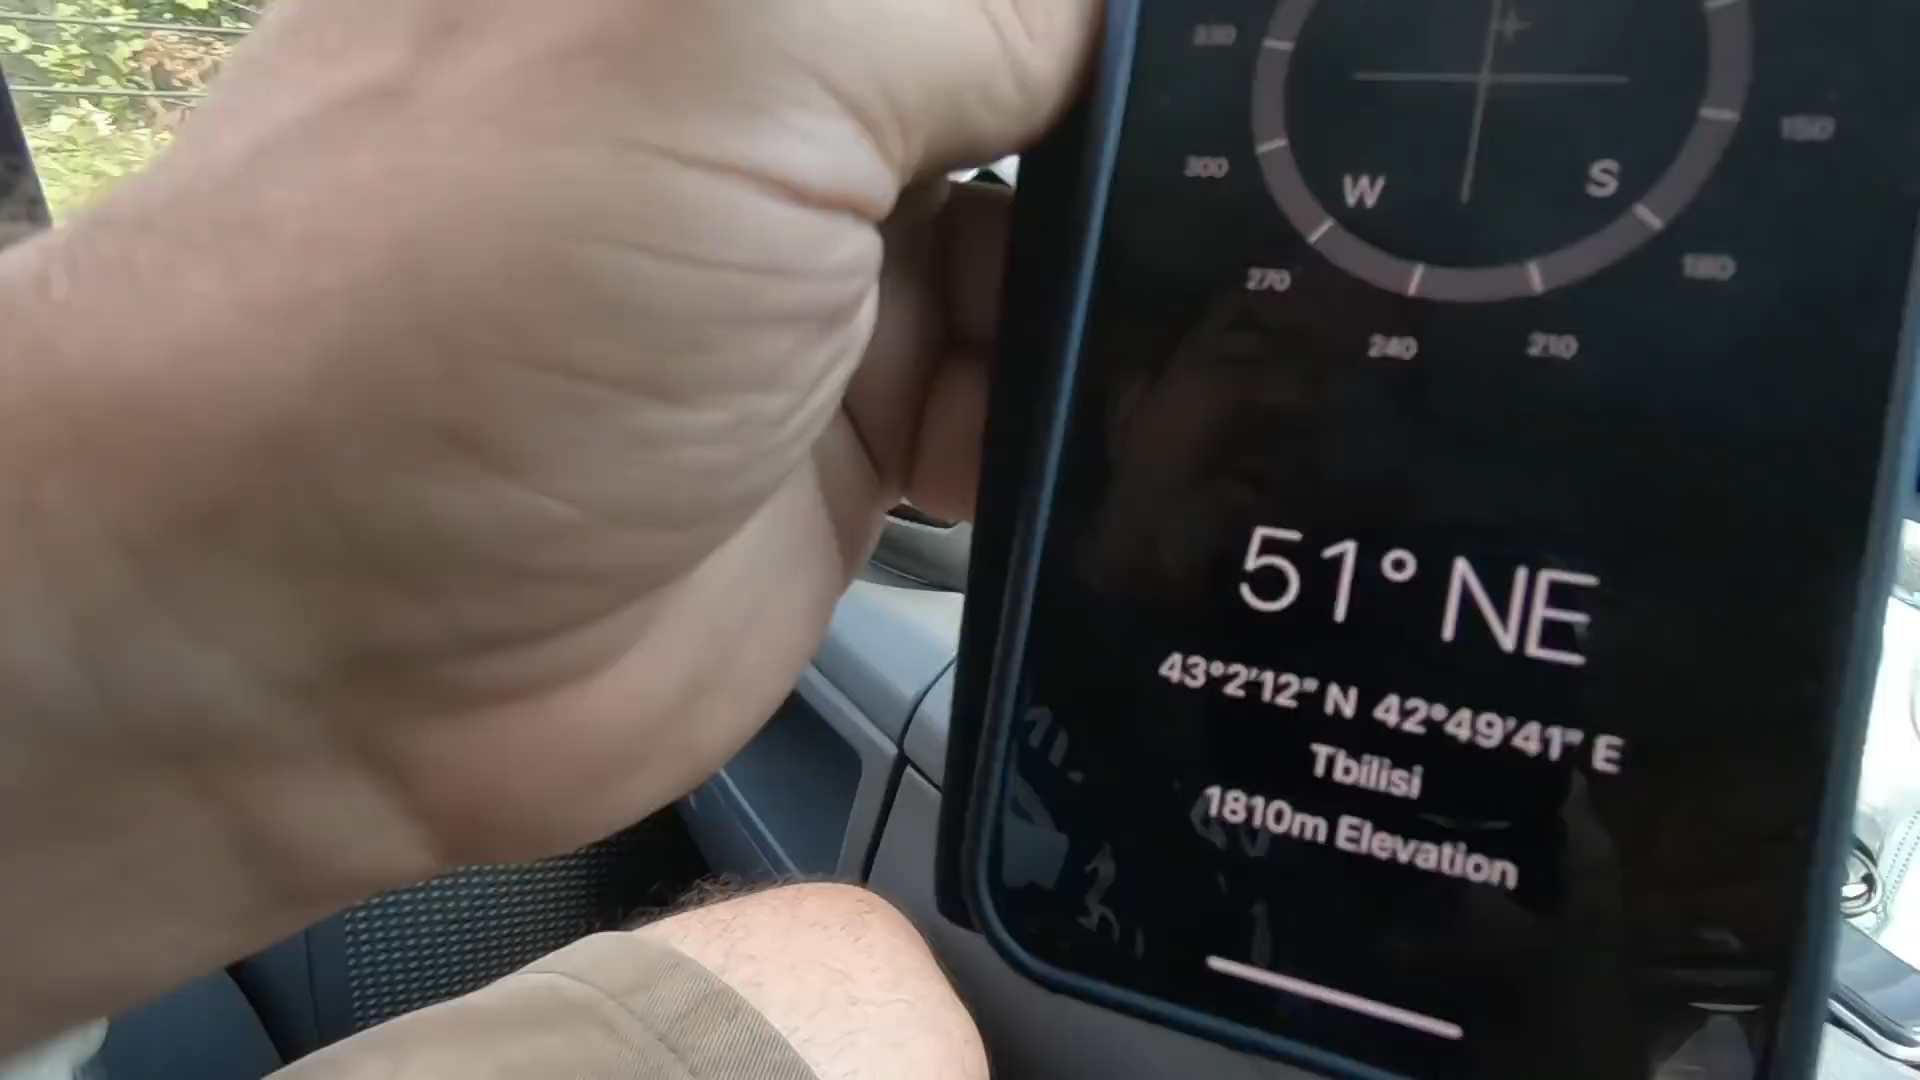 330
300 150
W S
270 180
240 210
51° NE
43°2'12" N 42°49'41" E
Tbilisi
1810m Elevation